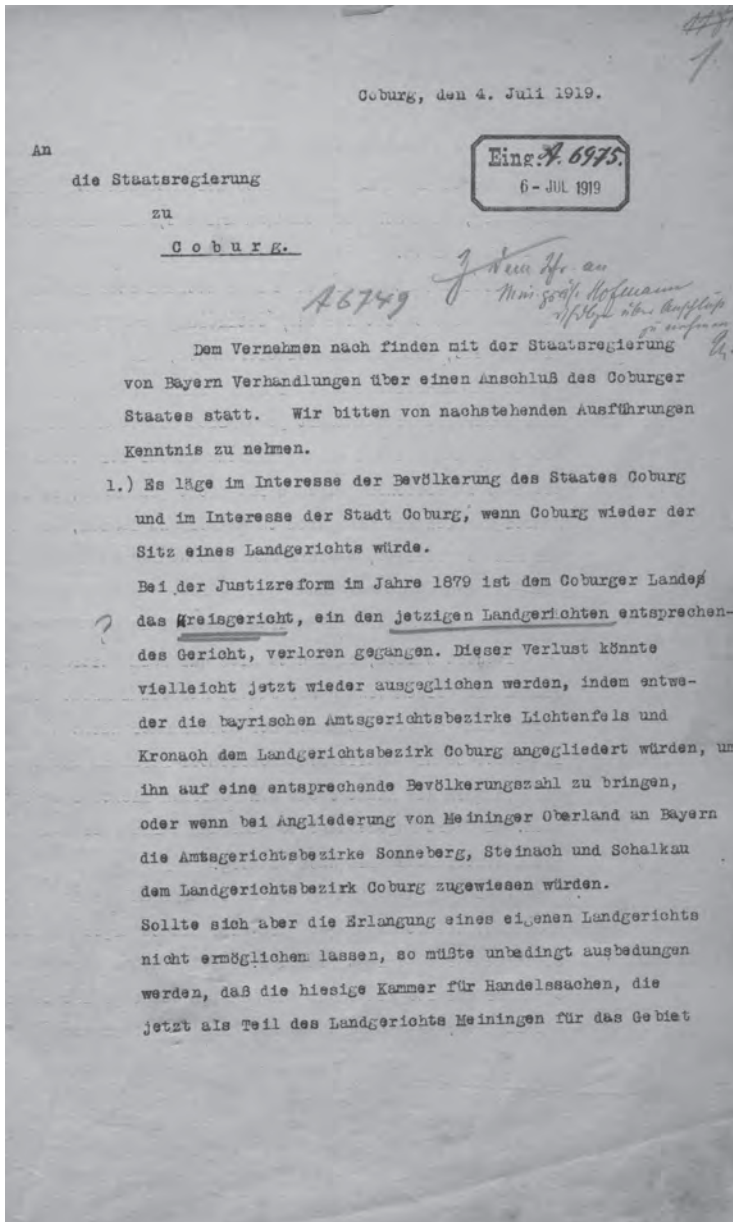 1.
Coburg, den 4. Juli 1919.
An
die Staatsregierung
zu
Coburg.
Eing. A. 6975.
6 - JUL 1919
A 6749
an
Hofmann
über Anschluß
Dem Vernehmen nach finden mit der Staatsregierung
von Bayern Verhandlungen über einen Anschluß des Coburger
Staates statt. Wir bitten von nachstehenden Ausführungen
Kenntnis zu nehmen.
1.) Es läge im Interesse der Bevölkerung des Staates Coburg
und im Interesse der Stadt Coburg, wenn Coburg wieder der
Sitz eines Landgerichts würde.
Bei der Justizreform im Jahre 1879 ist dem Coburger Lande
? das Kreisgericht, ein den jetzigen Landgerichten entsprechen-
des Gericht, verloren gegangen. Dieser Verlust könnte
vielleicht jetzt wieder ausgeglichen werden, indem entwe-
der die bayrischen Amtsgerichtsbezirke Lichtenfels und
Kronach dem Landgerichtsbezirk Coburg angegliedert würden, um
ihn auf eine entsprechende Bevölkerungszahl zu bringen,
oder wenn bei Angliederung von Meininger Oberland an Bayern
die Amtsgerichtsbezirke Sonneberg, Steinach und Schalkau
dem Landgerichtsbezirk Coburg zugewiesen würden.
Sollte sich aber die Erlangung eines eigenen Landgerichts
nicht ermöglichen lassen, so müßte unbedingt ausbedungen
werden, daß die hiesige Kammer für Handelssachen, die
jetzt als Teil des Landgerichts Meiningen für das Gebiet